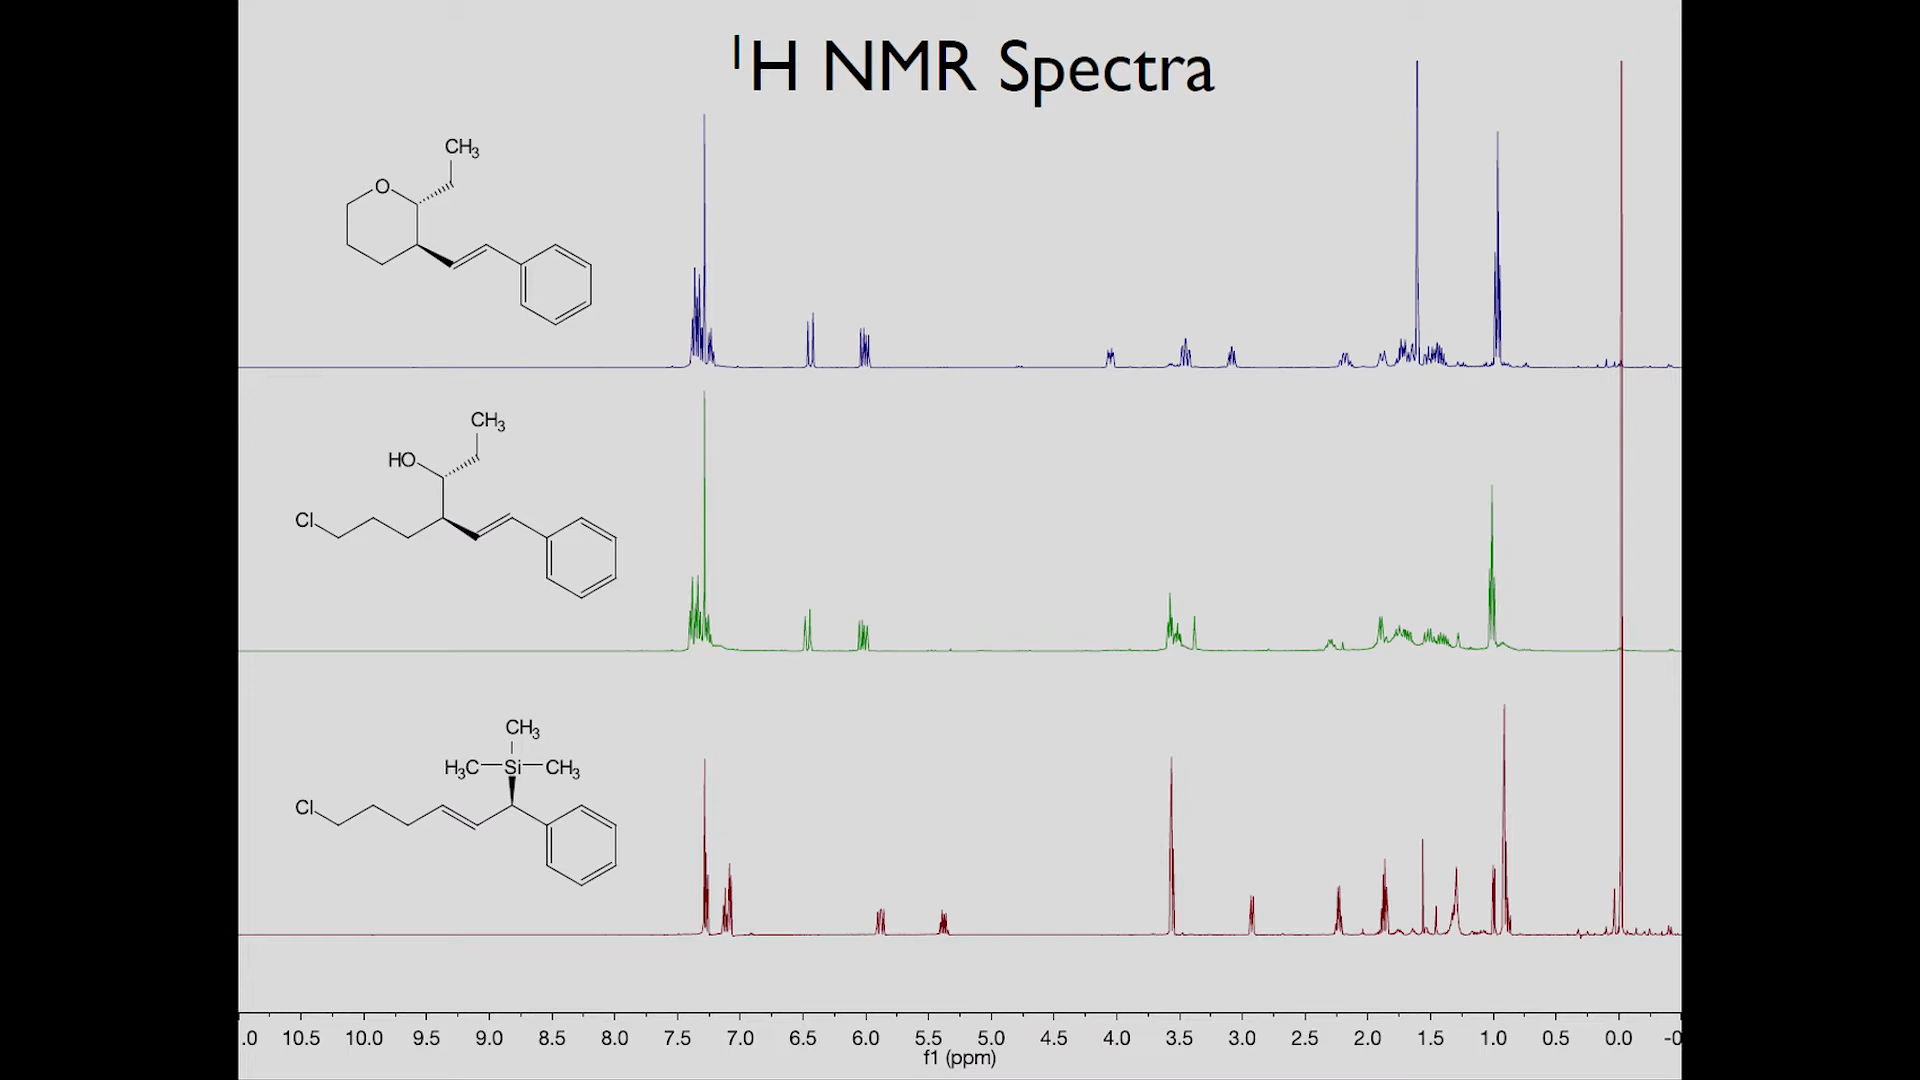 ¹H NMR Spectra
CH₃
O
CH₃
HO
Cl
CH₃
H₃C Si CH₃
Cl
.0 10.5 10.0 9.5 9.0 8.5 8.0 7.5 7.0 6.5 6.0 5.5 5.0 4.5 4.0 3.5 3.0 2.5 2.0 1.5 1.0 0.5 0.0 -0
f1 (ppm)